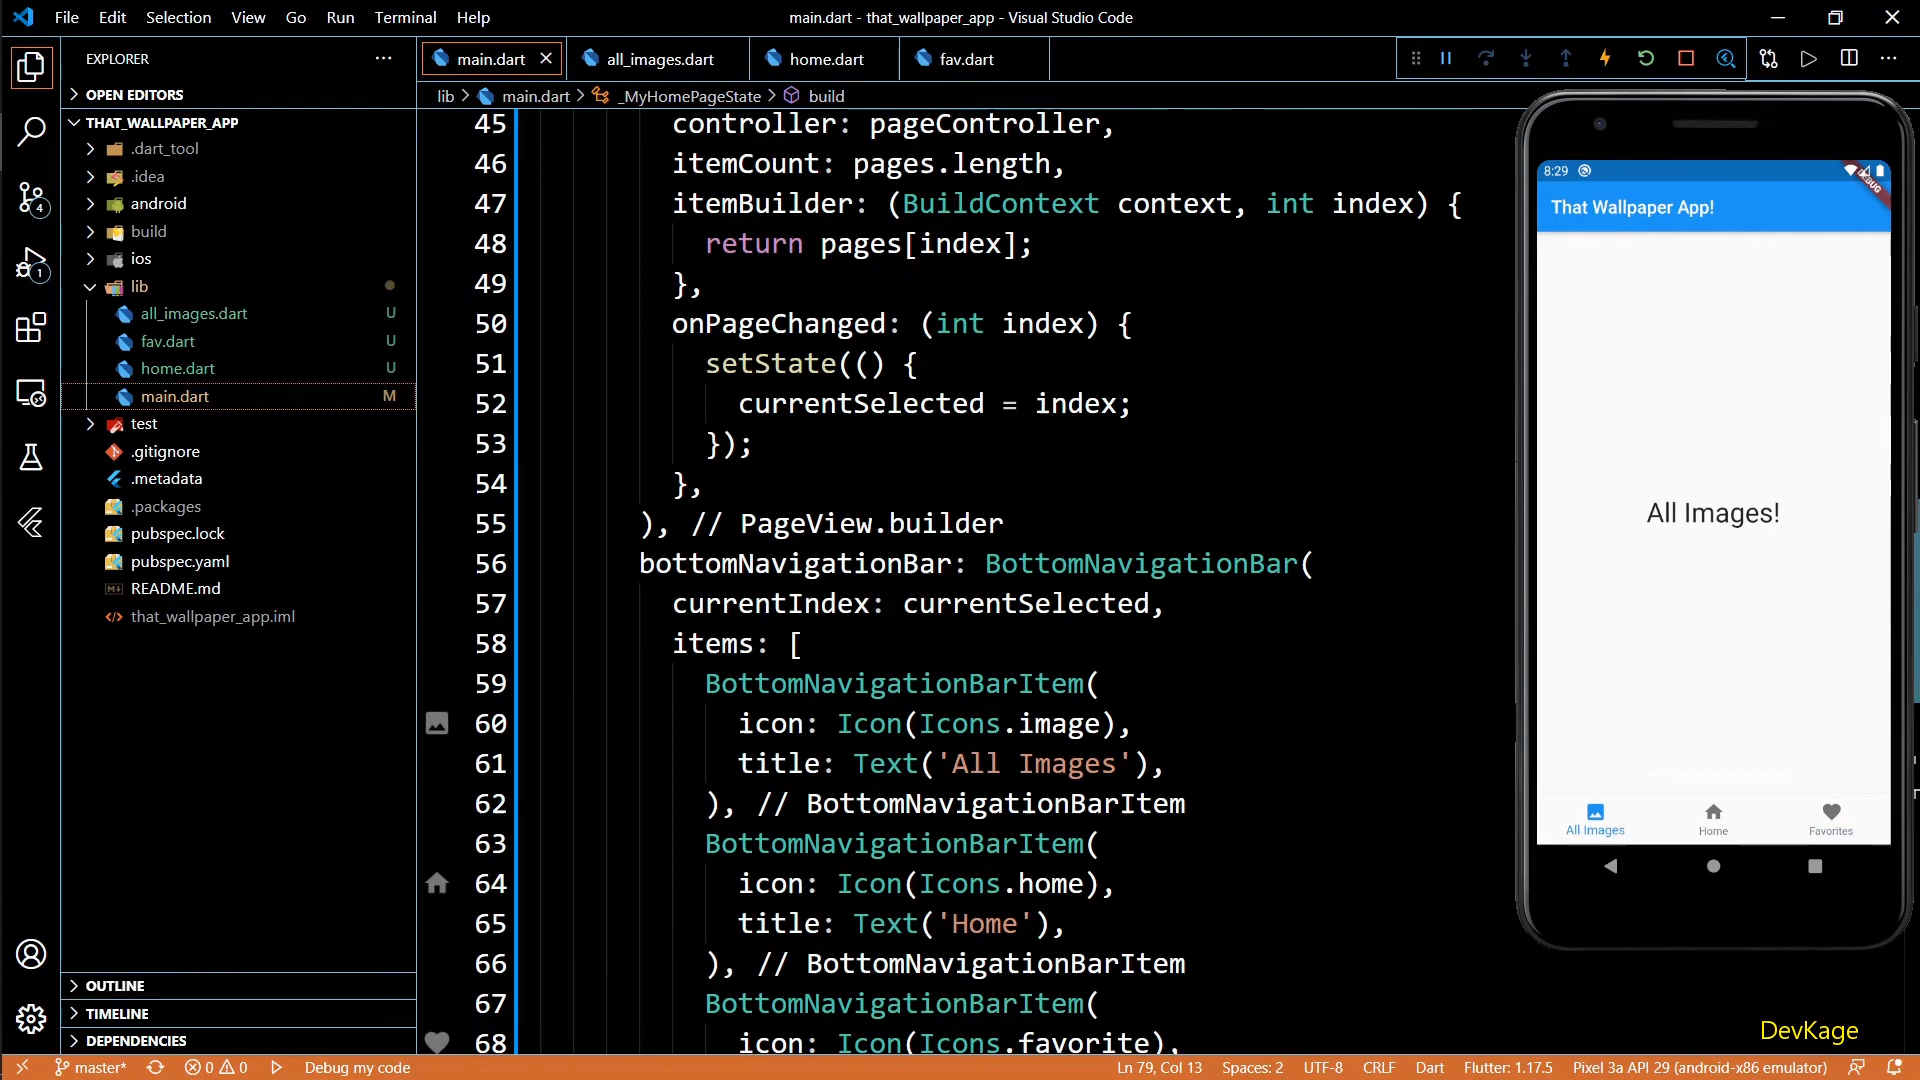 File Edit Selection View Go Run Terminal Help
main.dart - that_wallpaper_app - Visual Studio Code
EXPLORER
OPEN EDITORS
THAT_WALLPAPER_APP
.dart_tool
.idea
android
build
ios
lib
all_images.dart U
fav.dart U
home.dart U
main.dart M
test
.gitignore
.metadata
.packages
pubspec.lock
pubspec.yaml
README.md
that_wallpaper_app.iml
OUTLINE
TIMELINE
DEPENDENCIES
4
1
main.dart all_images.dart home.dart fav.dart
lib > main.dart > _MyHomePageState > build
45 controller: pageController,
46 itemCount: pages.length,
47 itemBuilder: (BuildContext context, int index) {
48 return pages[index];
49 },
50 onPageChanged: (int index) {
51 setState(() {
52 currentSelected = index;
53 });
54 },
55 ), // PageView.builder
56 bottomNavigationBar: BottomNavigationBar(
57 currentIndex: currentSelected,
58 items: [
59 BottomNavigationBarItem(
60 icon: Icon(Icons.image),
61 title: Text('All Images'),
62 ), // BottomNavigationBarItem
63 BottomNavigationBarItem(
64 icon: Icon(Icons.home),
65 title: Text('Home'),
66 ), // BottomNavigationBarItem
67 BottomNavigationBarItem(
68 icon: Icon(Icons.favorite),
8:29
DEBUG
That Wallpaper App!
All Images!
All Images Home Favorites
DevKage
master* 0 0 Debug my code
Ln 79, Col 13 Spaces: 2 UTF-8 CRLF Dart Flutter: 1.17.5 Pixel 3a API 29 (android-x86 emulator)